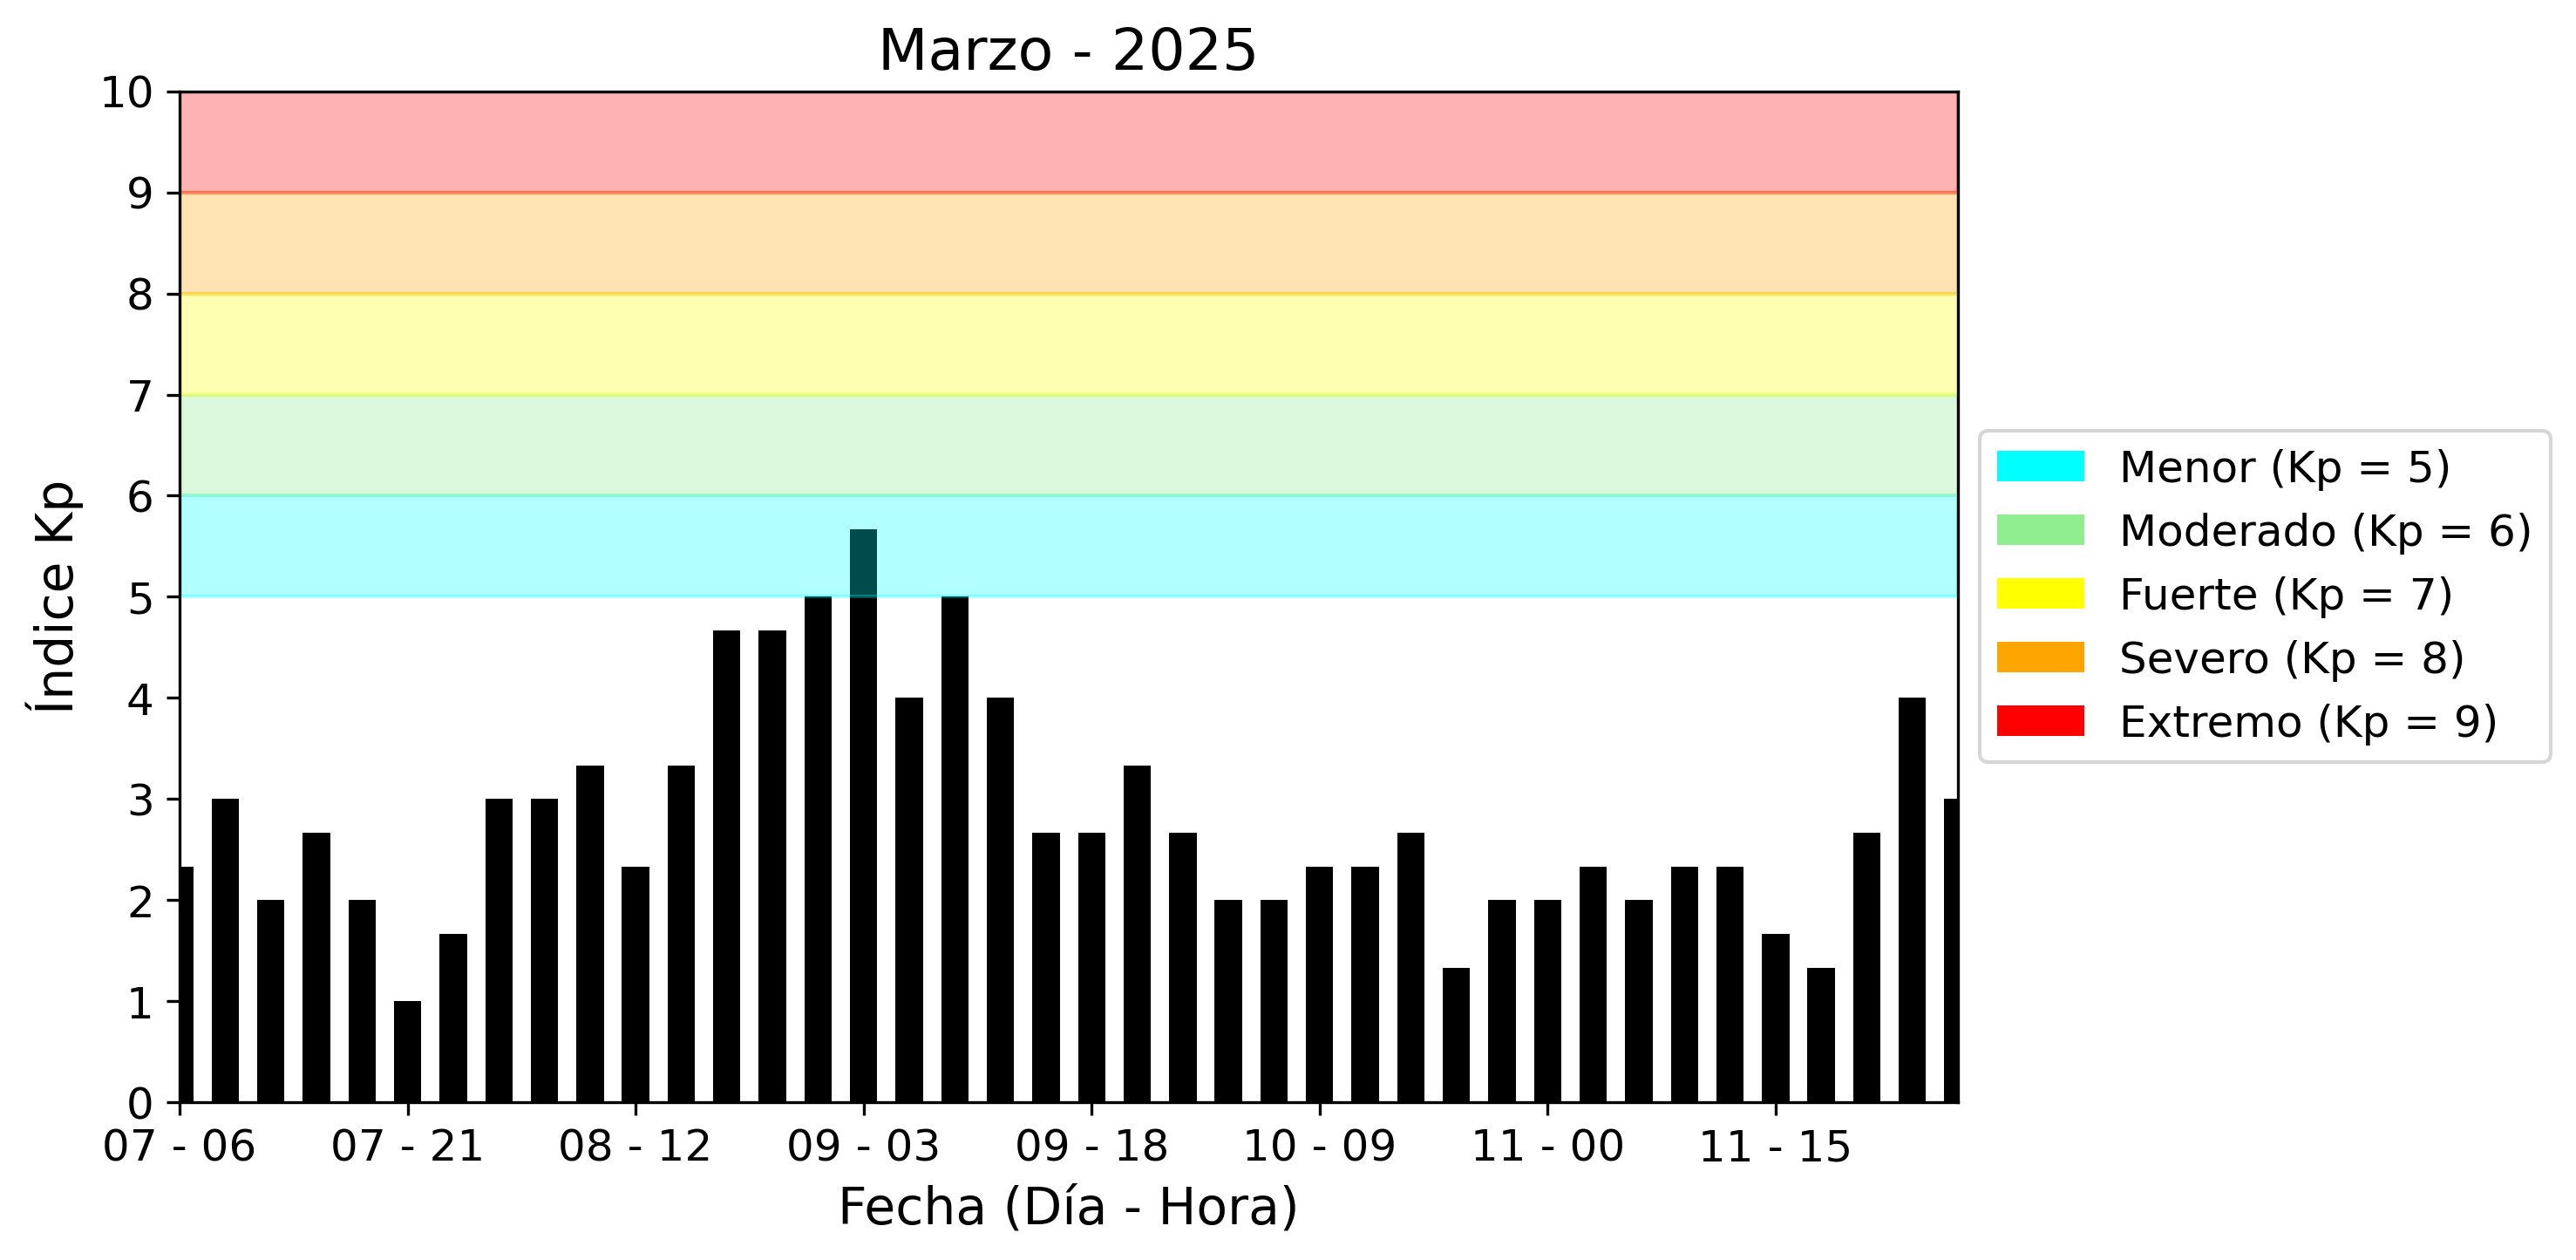 Marzo - 2025
10
9
8
7
6
5
4
3
2
1
0
Índice Kp
07 - 06
07 - 21
08 - 12
09 - 03
09 - 18
10 - 09
11 - 00
11 - 15
Fecha (Día - Hora)
Menor (Kp = 5)
Moderado (Kp = 6)
Fuerte (Kp = 7)
Severo (Kp = 8)
Extremo (Kp = 9)